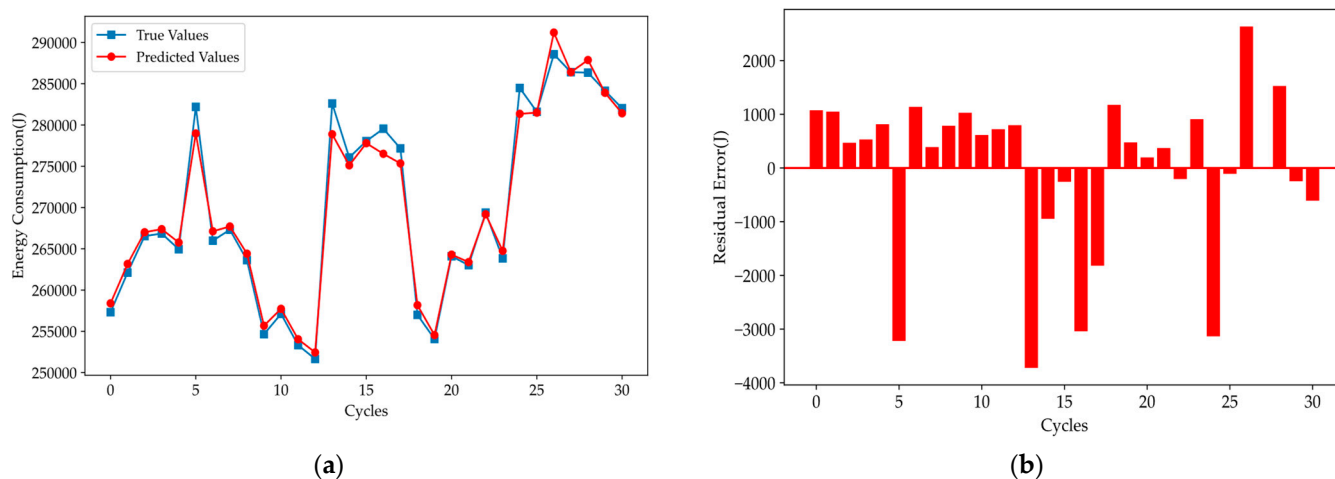 True Values
Predicted Values
Energy Consumption(J)
290000
285000
280000
275000
270000
265000
260000
255000
250000
0 5 10 15 20 25 30
Cycles
(a)
Residual Error(J)
2000
1000
0
−1000
−2000
−3000
−4000
0 5 10 15 20 25 30
Cycles
(b)